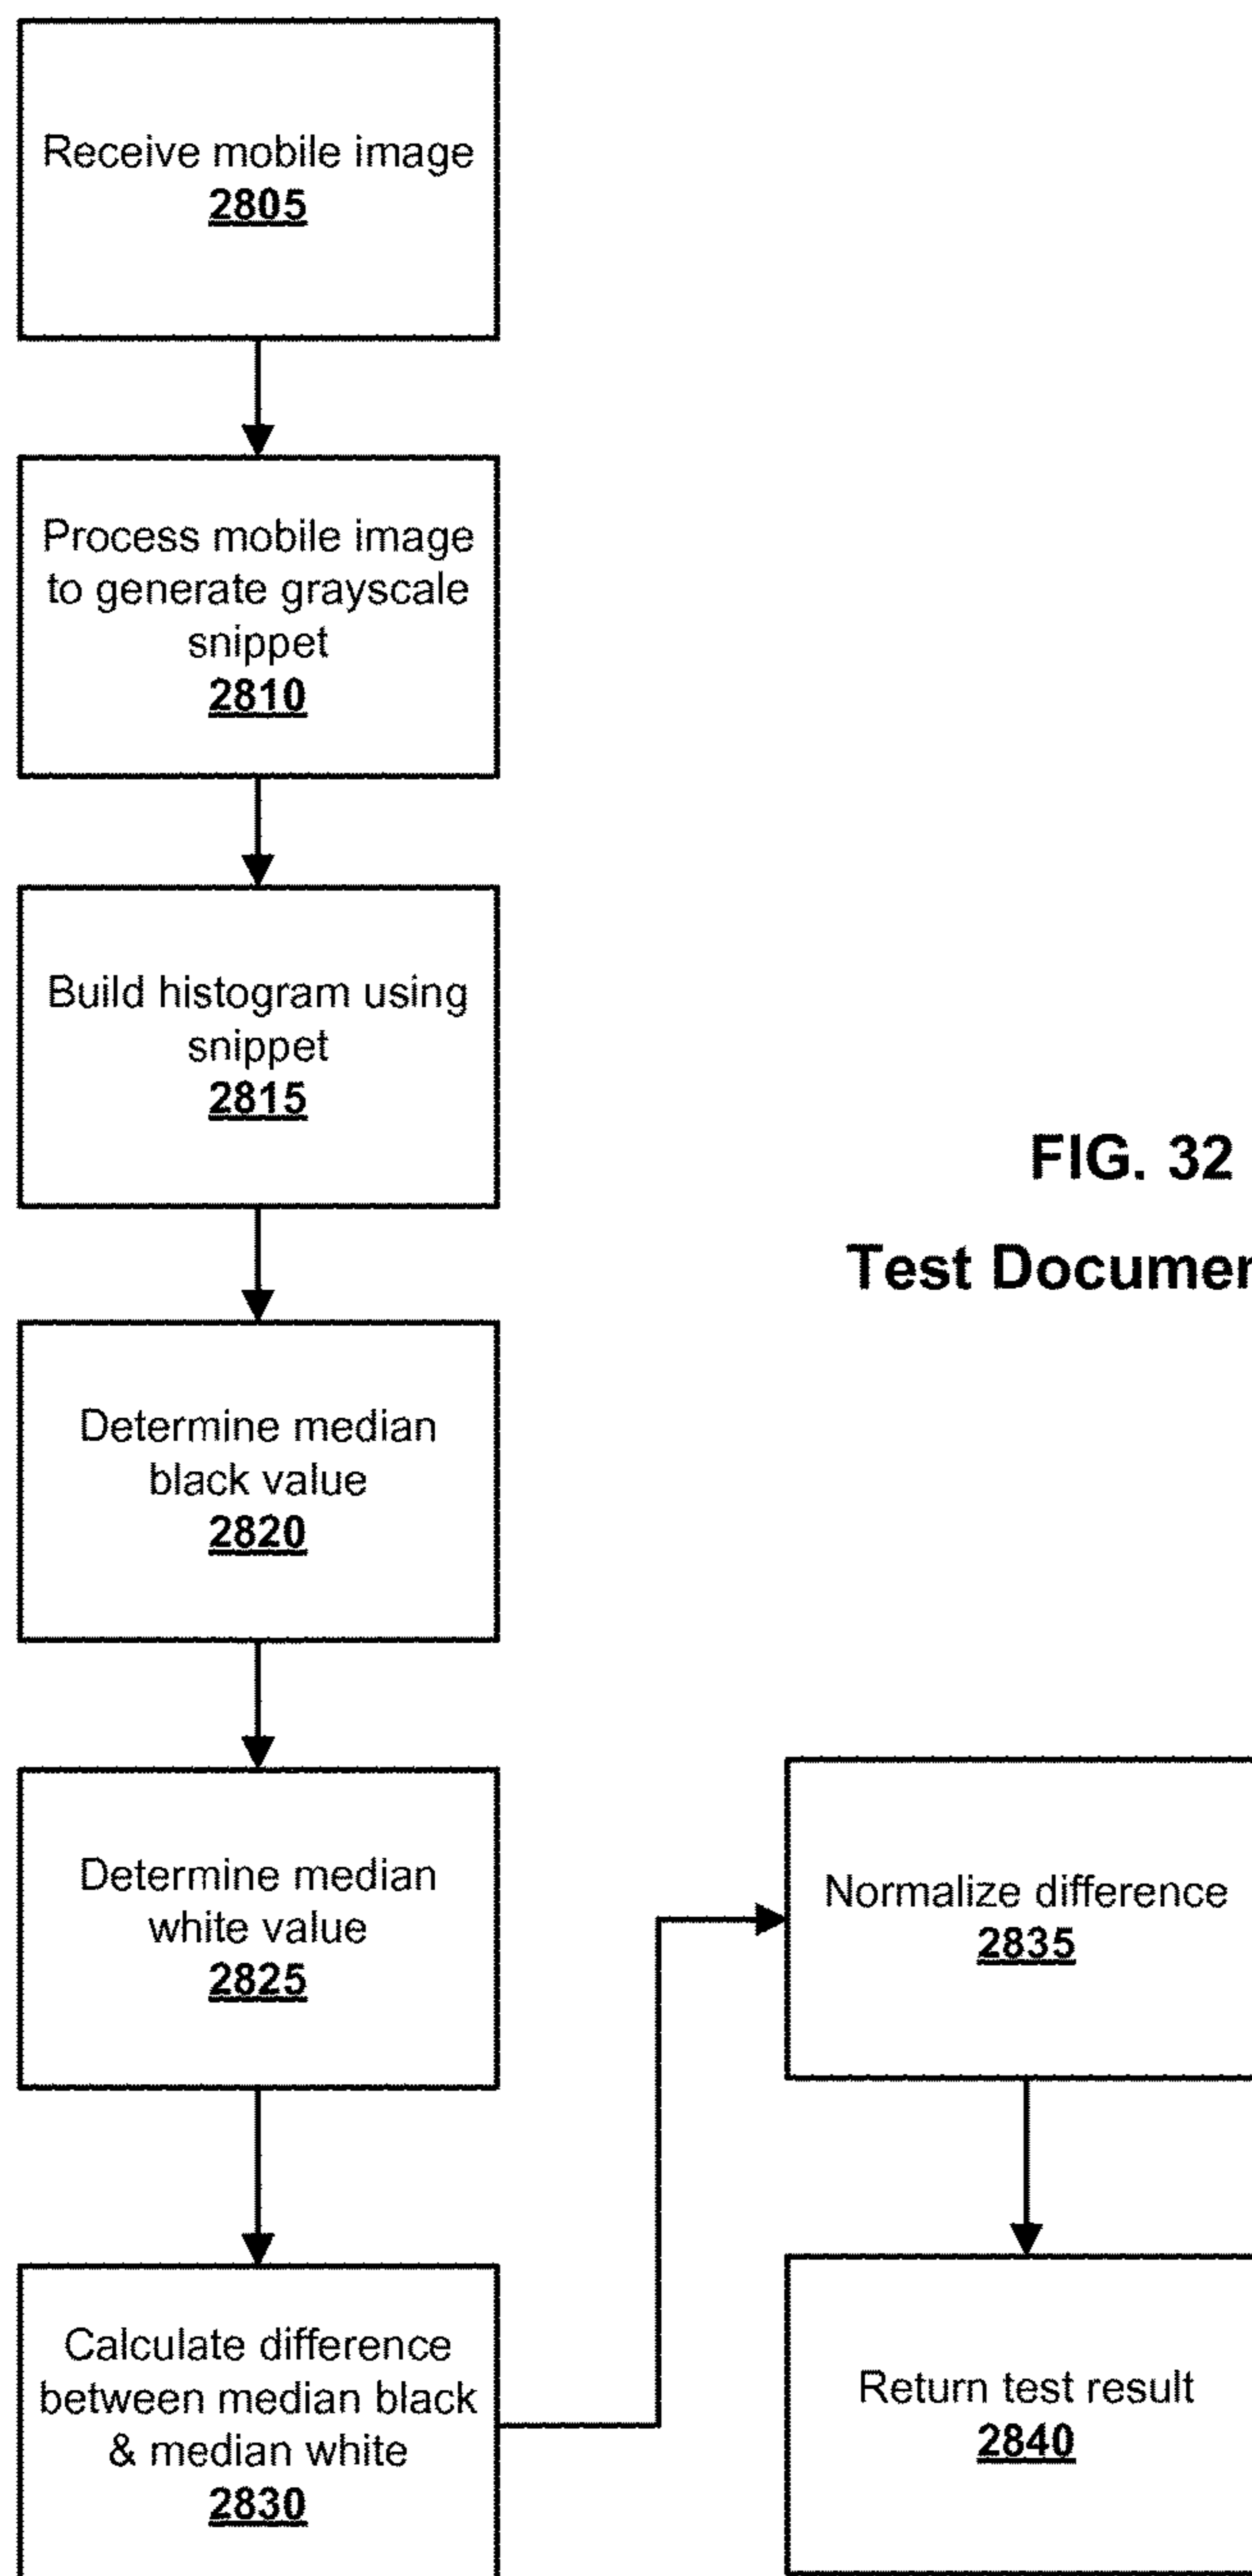 Receive mobile image
2805
Process mobile image
to generate grayscale
snippet
2810
Build histogram using
snippet
2815
Determine median
black value
2820
Determine median
white value
2825
Calculate difference
between median black
& median white
2830
Normalize difference
2835
Return test result
2840
FIG. 32
Test